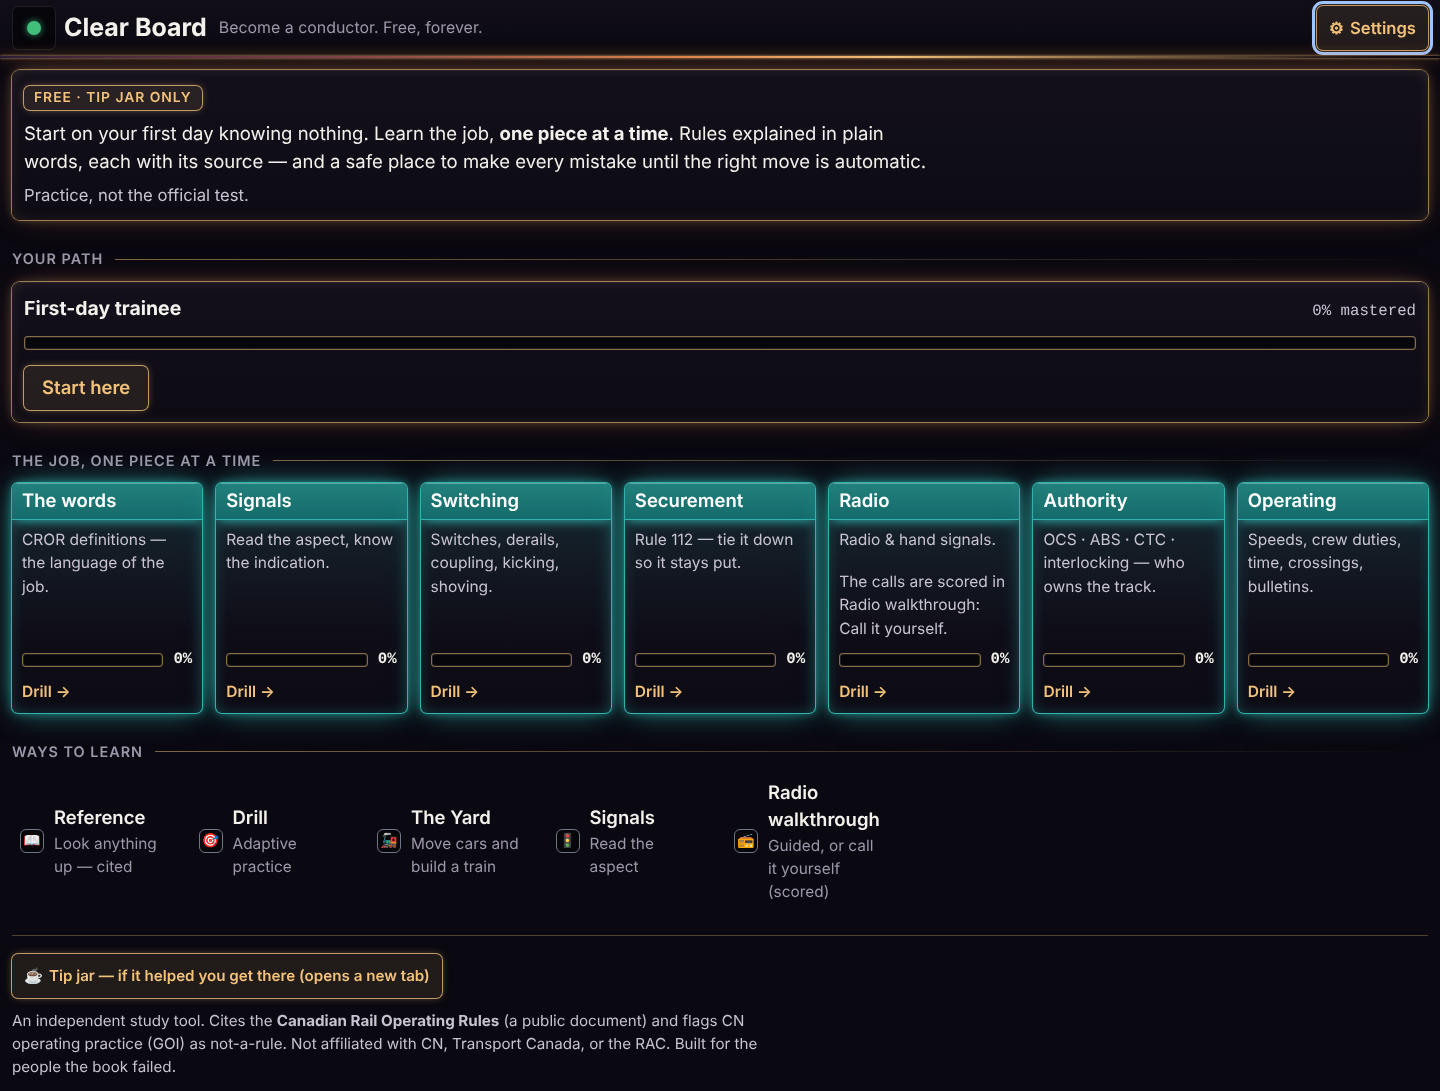 Clear Board
Become a conductor. Free, forever.
⚙ Settings
FREE · TIP JAR ONLY
Start on your first day knowing nothing. Learn the job, one piece at a time. Rules explained in plain
words, each with its source — and a safe place to make every mistake until the right move is automatic.
Practice, not the official test.
YOUR PATH
First-day trainee
0% mastered
Start here
THE JOB, ONE PIECE AT A TIME
The words
CROR definitions —
the language of the
job.
0%
Drill →
Signals
Read the aspect, know
the indication.
0%
Drill →
Switching
Switches, derails,
coupling, kicking,
shoving.
0%
Drill →
Securement
Rule 112 — tie it down
so it stays put.
0%
Drill →
Radio
Radio & hand signals.
The calls are scored in
Radio walkthrough:
Call it yourself.
0%
Drill →
Authority
OCS · ABS · CTC ·
interlocking — who
owns the track.
0%
Drill →
Operating
Speeds, crew duties,
time, crossings,
bulletins.
0%
Drill →
WAYS TO LEARN
Reference
Look anything
up — cited
Drill
Adaptive
practice
The Yard
Move cars and
build a train
Signals
Read the
aspect
Radio
walkthrough
Guided, or call
it yourself
(scored)
Tip jar — if it helped you get there (opens a new tab)
An independent study tool. Cites the Canadian Rail Operating Rules (a public document) and flags CN
operating practice (GOI) as not-a-rule. Not affiliated with CN, Transport Canada, or the RAC. Built for the
people the book failed.